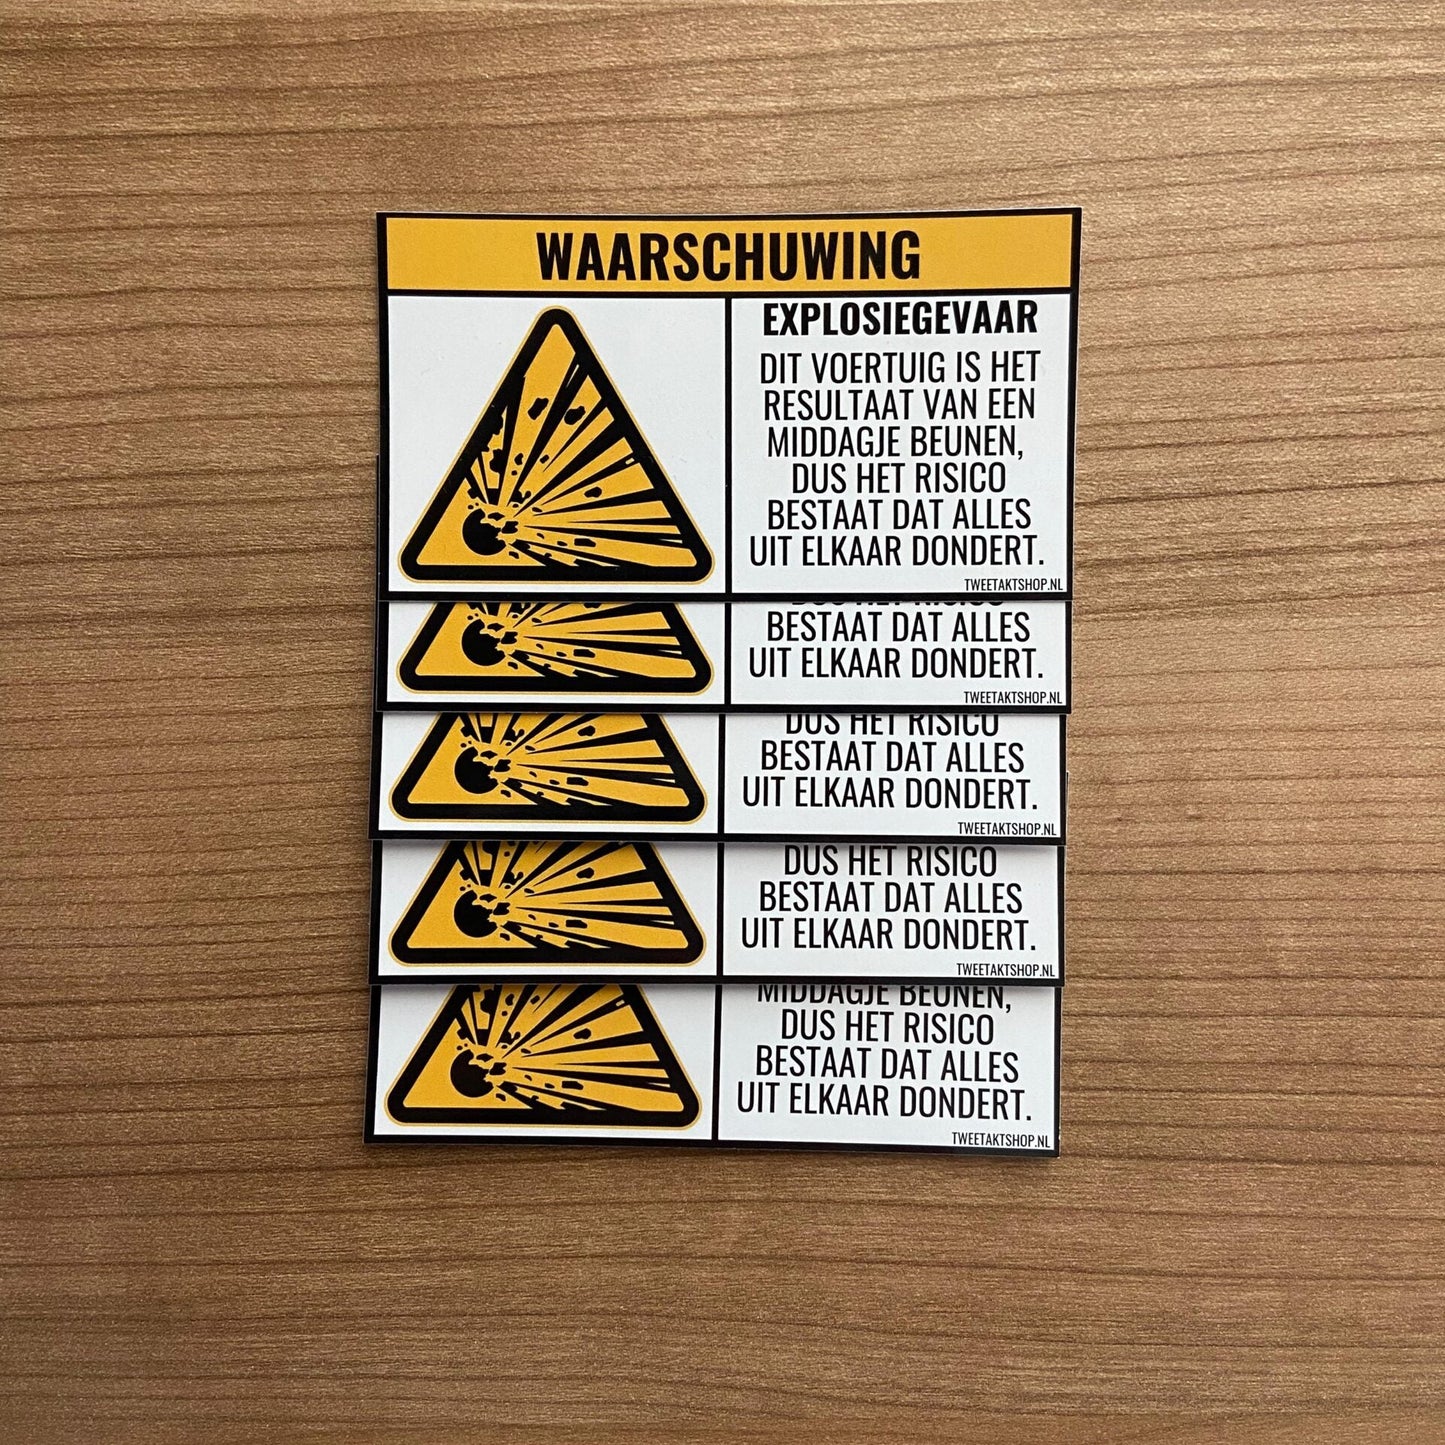 WAARSCHUWING
EXPLOSIEGEVAAR
DIT VOERTUIG IS HET
RESULTAAT VAN EEN
MIDDAGJE BEUNEN,
DUS HET RISICO
BESTAAT DAT ALLES
UIT ELKAAR DONDERT.
TWEETAKTSHOP.NL
DUS HET RISICO
BESTAAT DAT ALLES
UIT ELKAAR DONDERT.
TWEETAKTSHOP.NL
DUS HET RISICO
BESTAAT DAT ALLES
UIT ELKAAR DONDERT.
TWEETAKTSHOP.NL
DUS HET RISICO
BESTAAT DAT ALLES
UIT ELKAAR DONDERT.
TWEETAKTSHOP.NL
MIDDAGJE BEUNEN,
DUS HET RISICO
BESTAAT DAT ALLES
UIT ELKAAR DONDERT.
TWEETAKTSHOP.NL